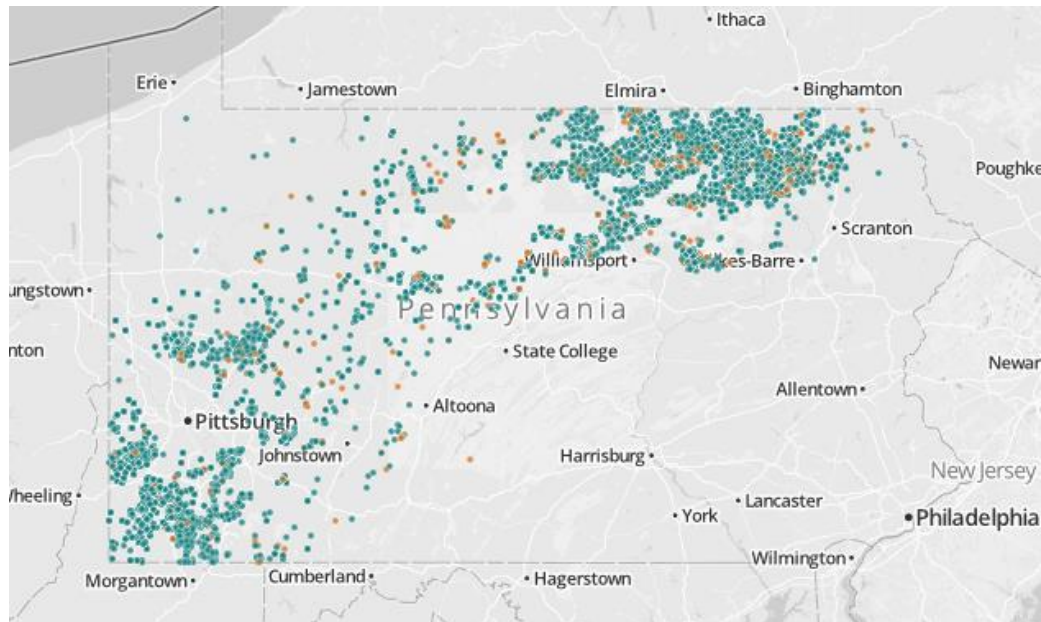 Ithaca
Erie
Jamestown
Elmira
Binghamton
Poughke
Scranton
Williamsport
kes-Barre
ungstown
Pennsylvania
nton
State College
Newar
Allentown
Altoona
Pittsburgh
Johnstown
Harrisburg
New Jersey
Wheeling
Lancaster
York
Philadelphia
Wilmington
Morgantown
Cumberland
Hagerstown